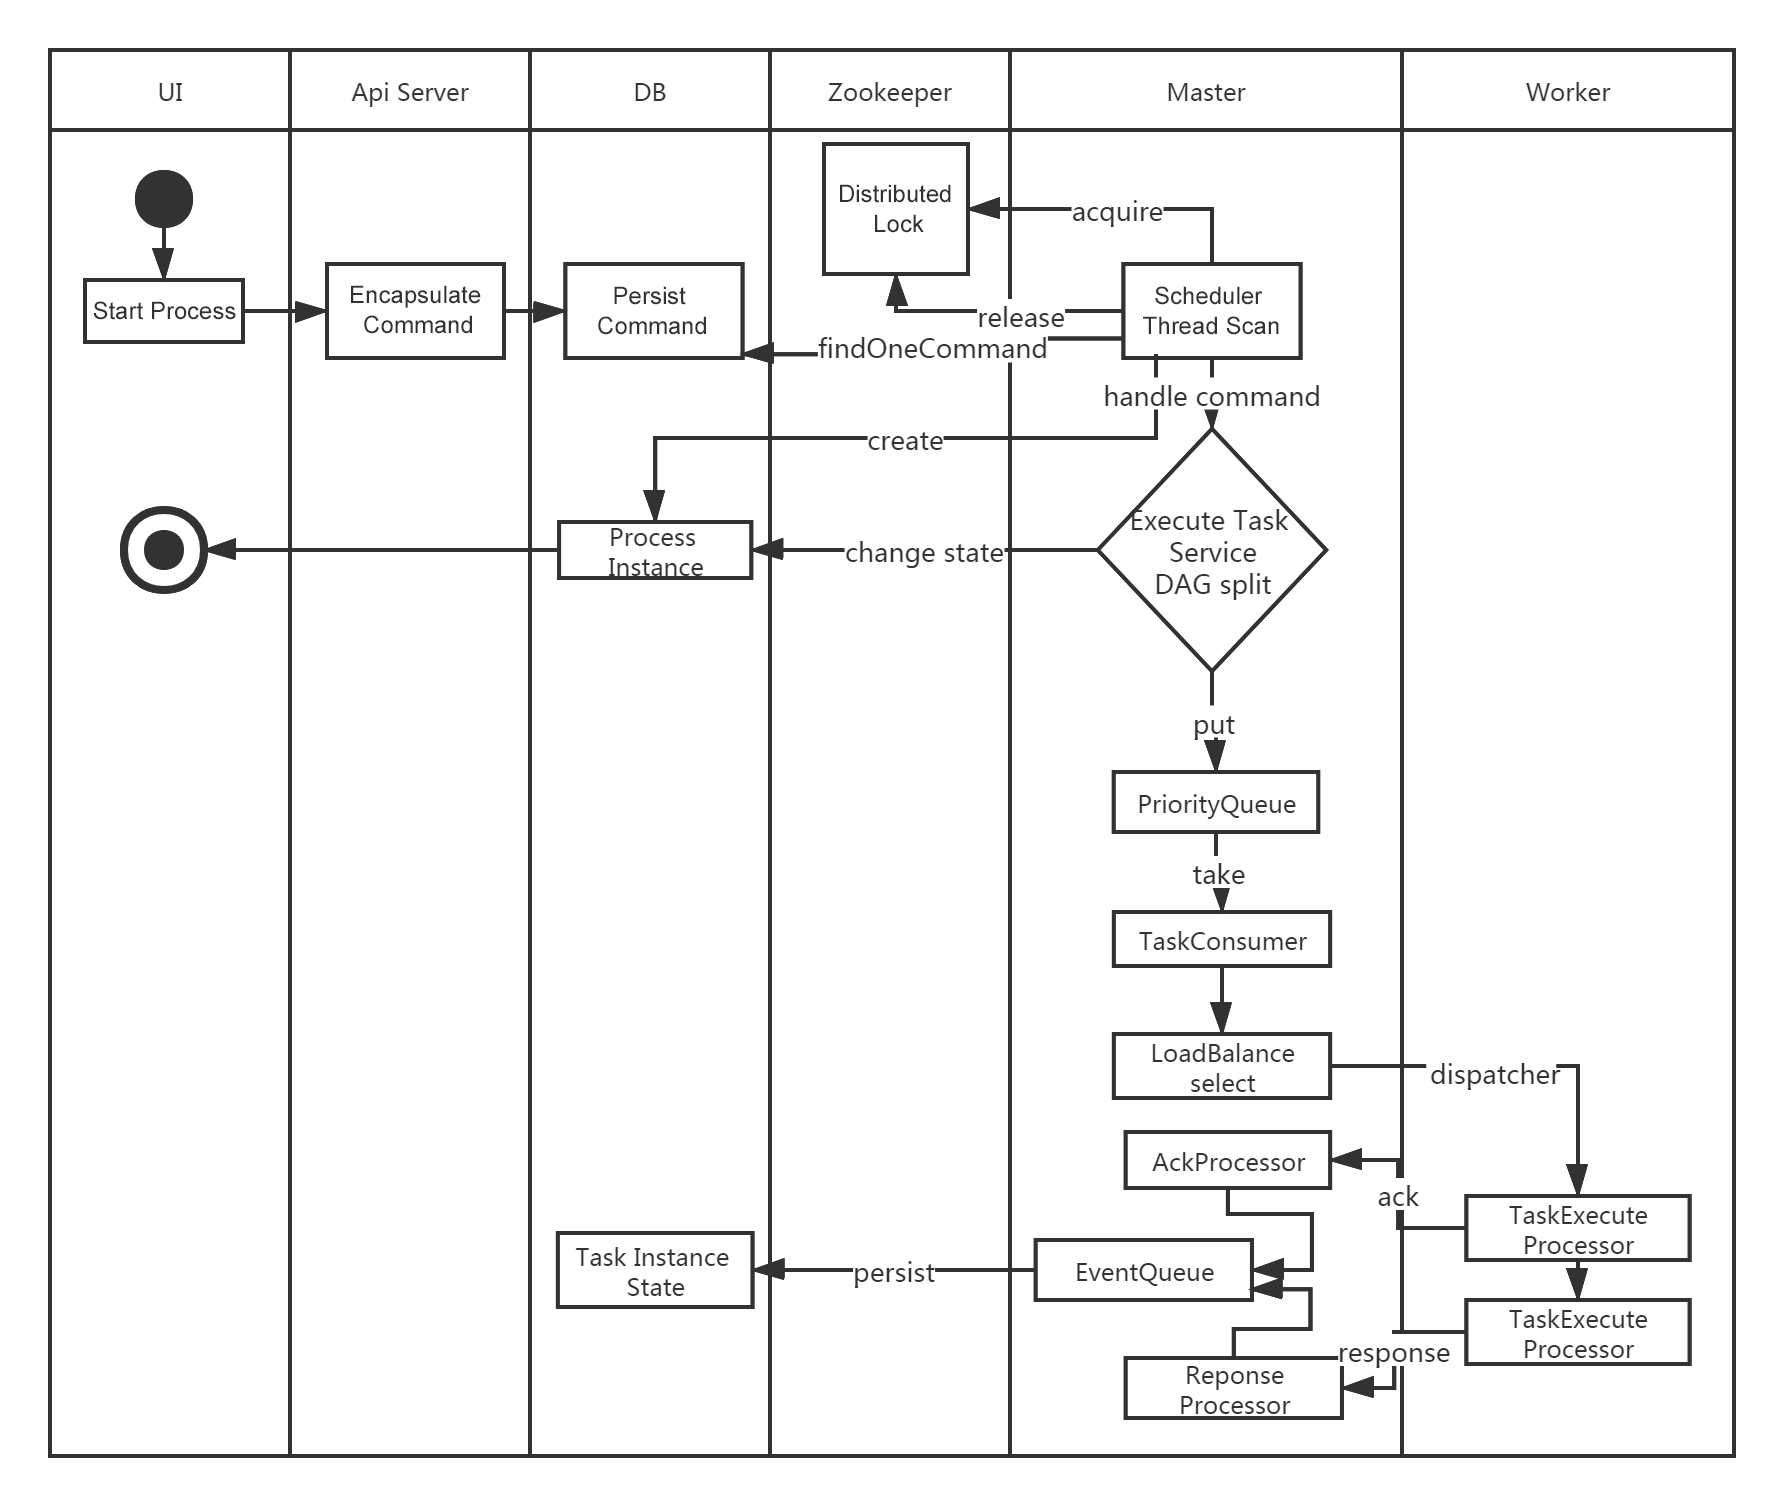 UI
Api Server
DB
Zookeeper
Master
Worker
Distributed
Lock
acquire
Start Process
Encapsulate
Command
Persist
Command
Scheduler
Thread Scan
release
findOneCommand
handle command
create
Process
Instance
change state
Execute Task
Service
DAG split
put
PriorityQueue
take
TaskConsumer
LoadBalance
select
dispatcher
AckProcessor
ack
TaskExecute
Processor
Task Instance
State
persist
EventQueue
TaskExecute
Processor
response
Reponse
Processor